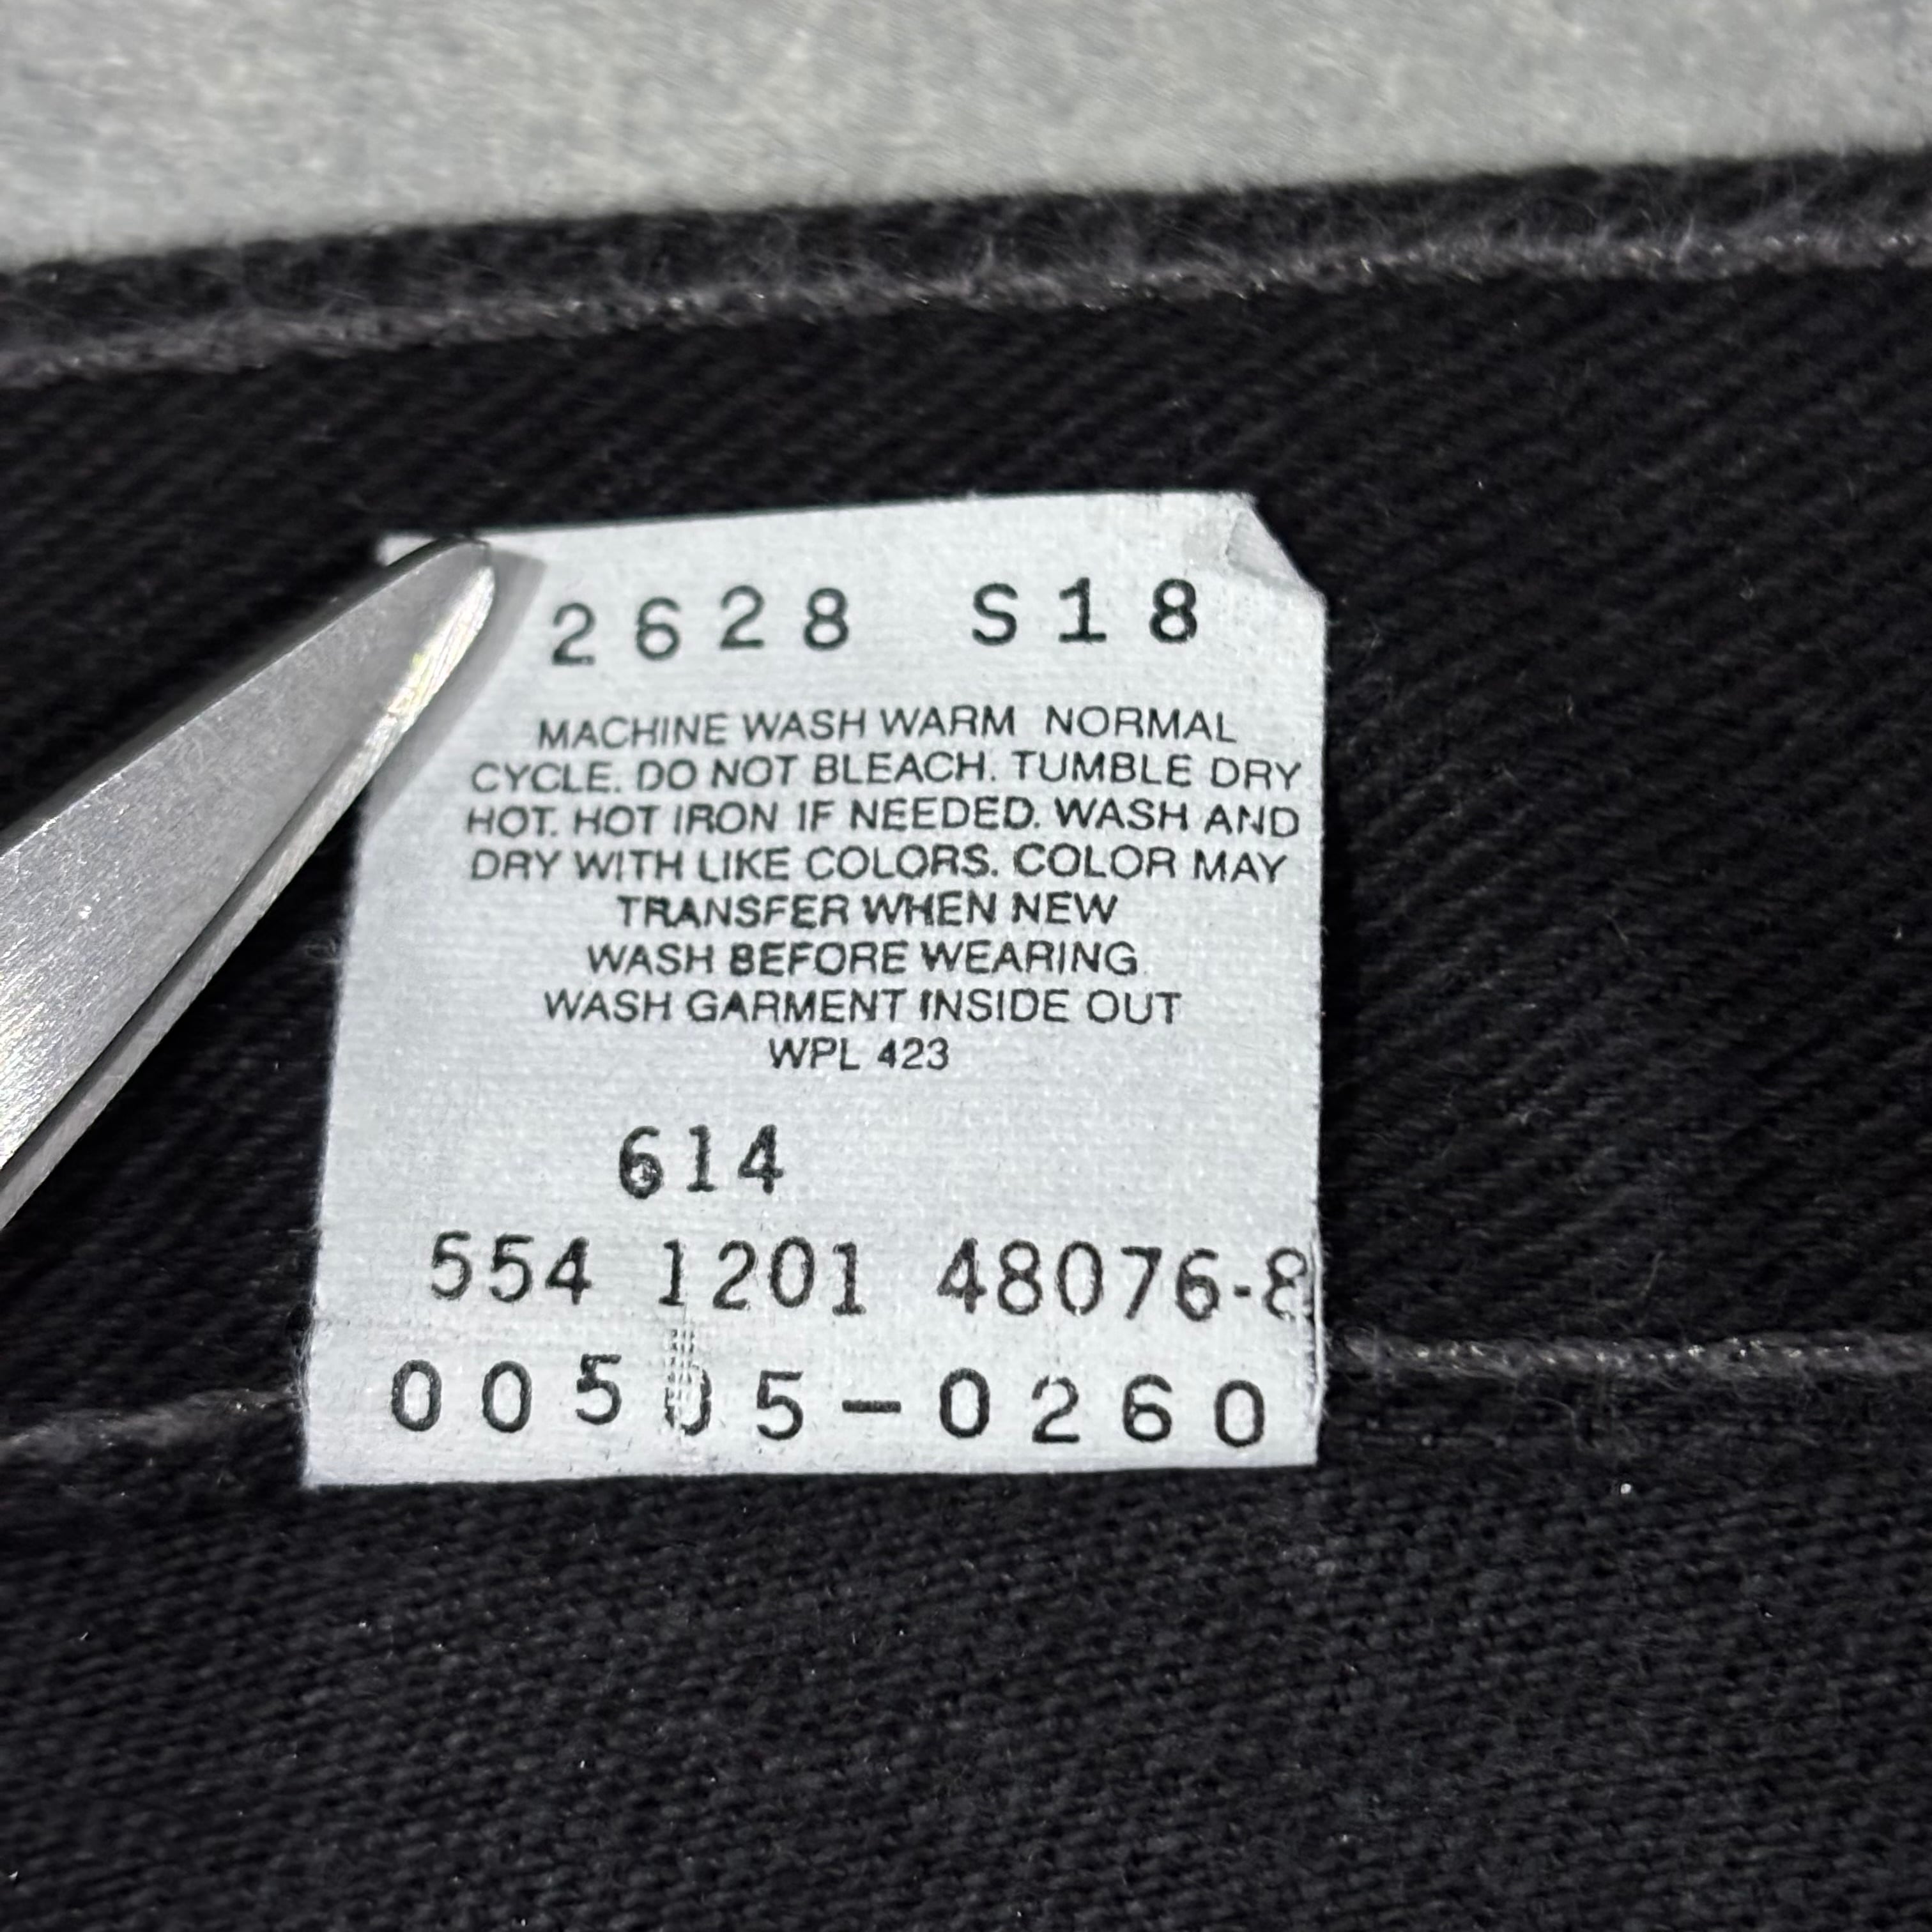 2628 S18
MACHINE WASH WARM NORMAL
CYCLE. DO NOT BLEACH. TUMBLE DRY
HOT. HOT IRON IF NEEDED. WASH AND
DRY WITH LIKE COLORS. COLOR MAY
TRANSFER WHEN NEW
WASH BEFORE WEARING
WASH GARMENT INSIDE OUT
WPL 423
614
554 1201 48076-8
00505-0260